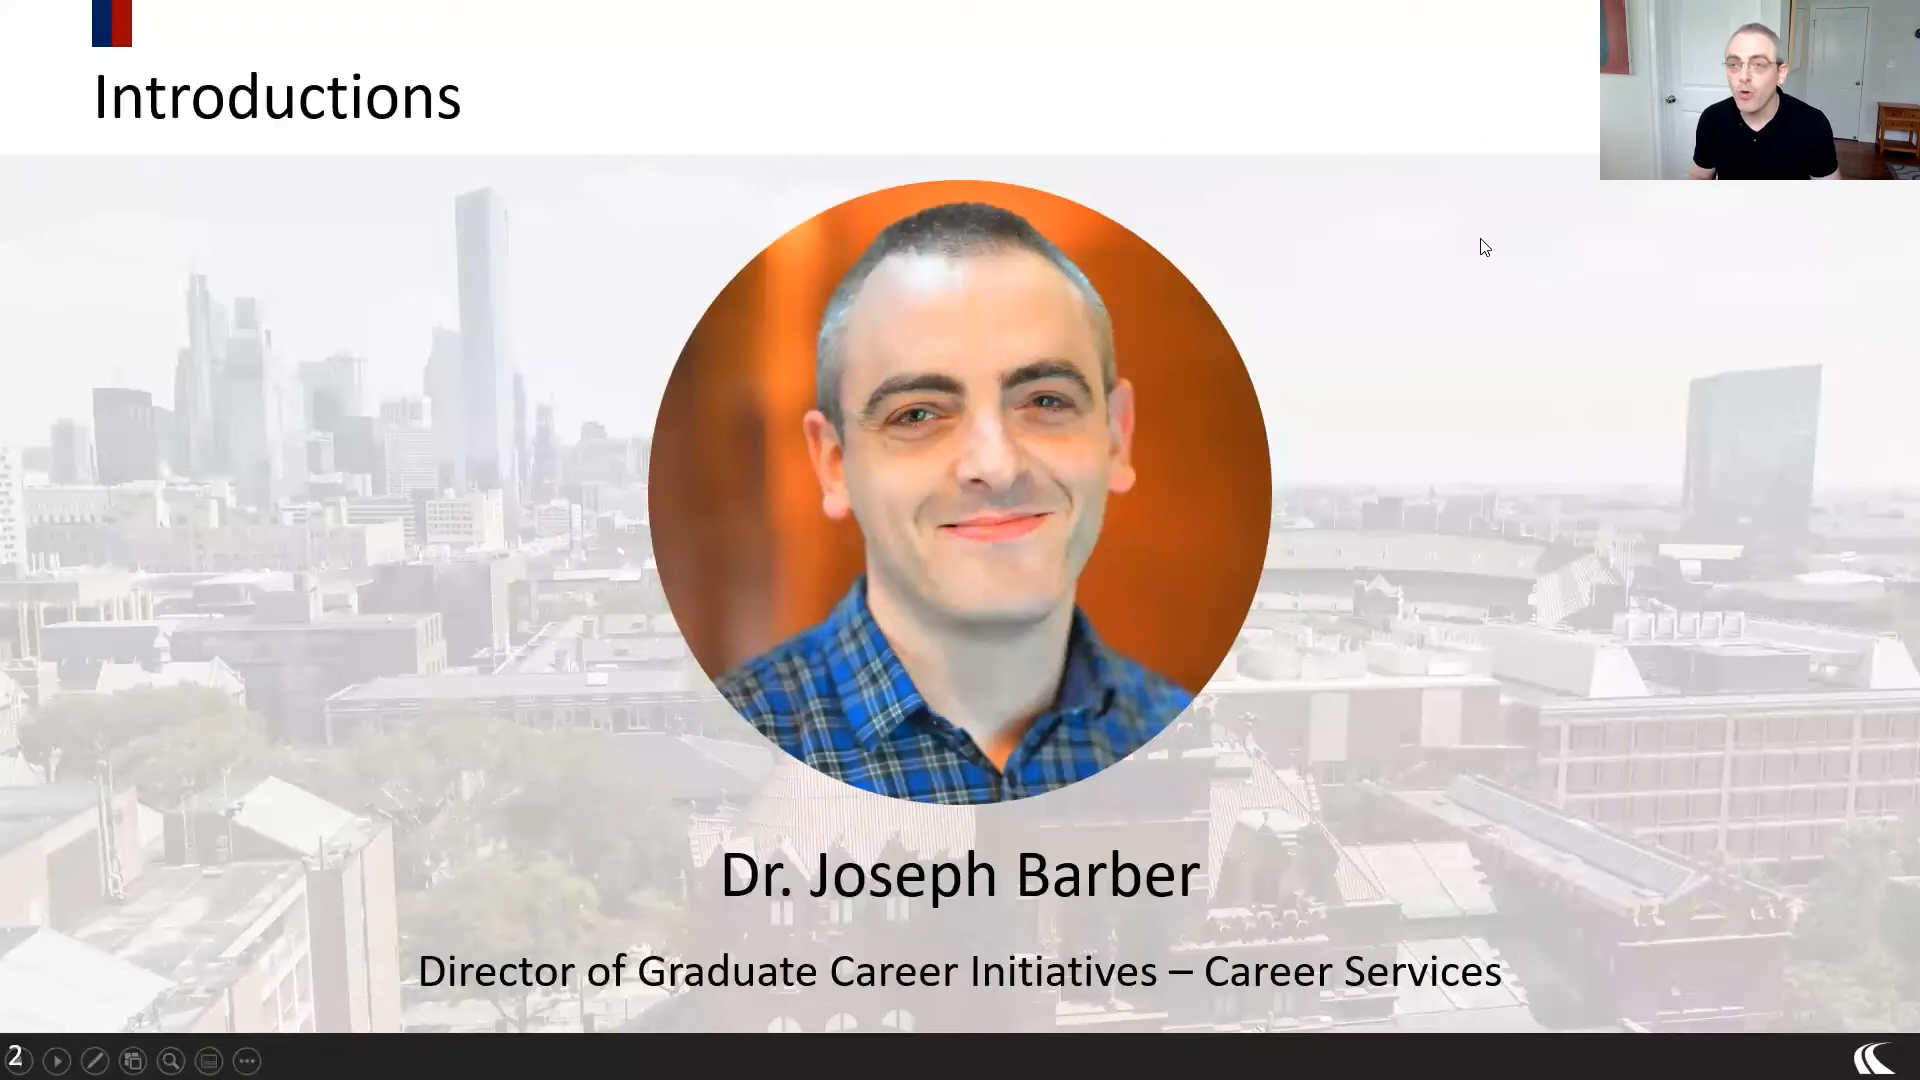 Introductions
Dr. Joseph Barber
Director of Graduate Career Initiatives – Career Services
2